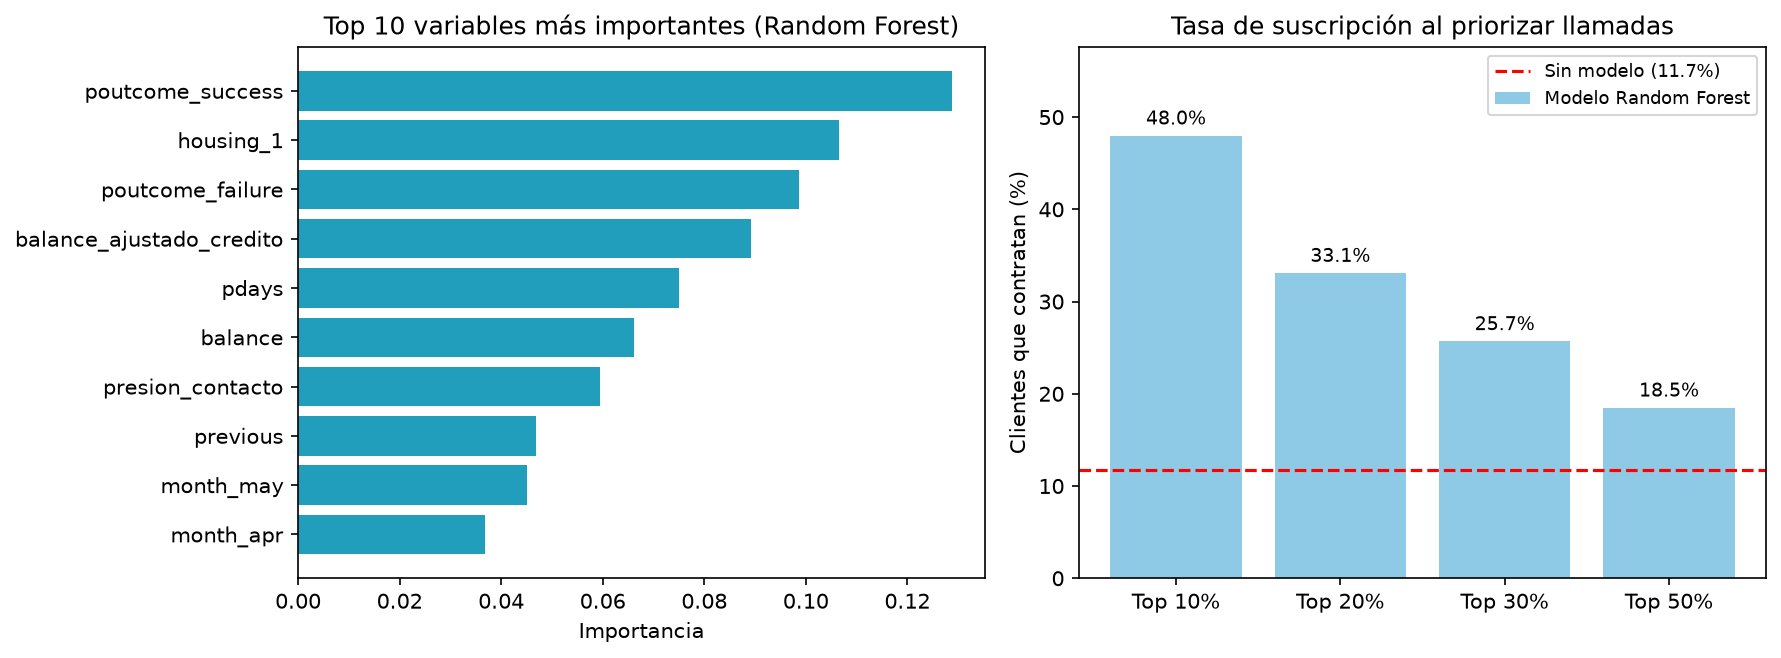 Top 10 variables más importantes (Random Forest)
poutcome_success
housing_1
poutcome_failure
balance_ajustado_credito
pdays
balance
presion_contacto
previous
month_may
month_apr
0.00 0.02 0.04 0.06 0.08 0.10 0.12
Importancia
Tasa de suscripción al priorizar llamadas
Sin modelo (11.7%)
Modelo Random Forest
Clientes que contratan (%)
50
40
30
20
10
0
48.0%
33.1%
25.7%
18.5%
Top 10% Top 20% Top 30% Top 50%